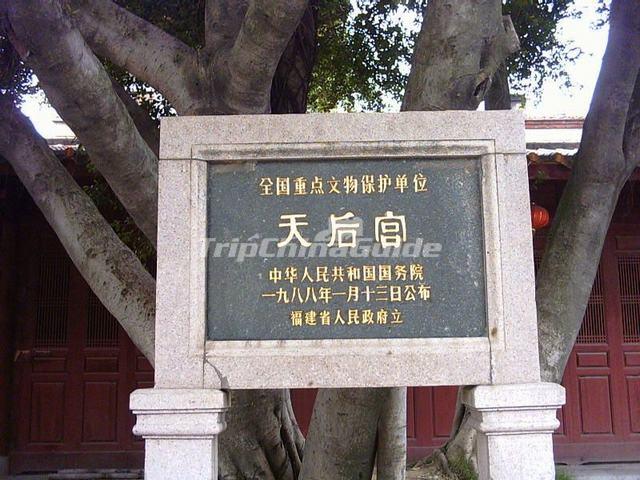 全国重点文物保护单位
天后宫
TripChinaGuide
中华人民共和国国务院
一九八八年一月十三日公布
福建省人民政府立